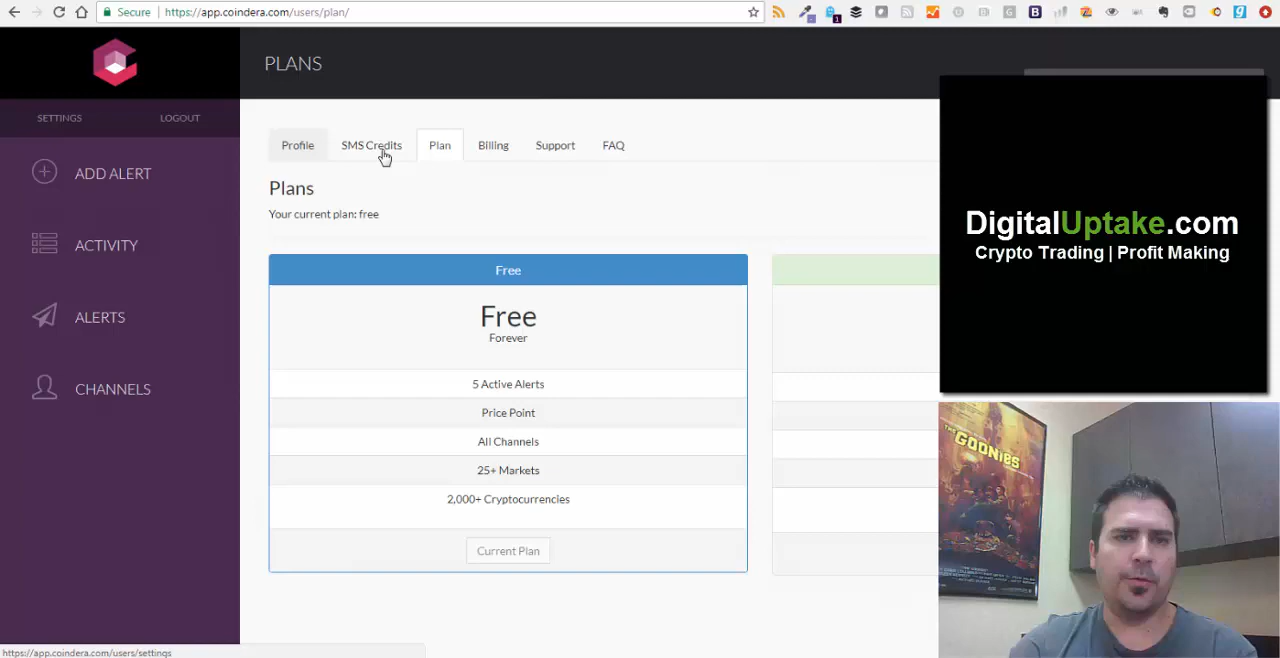 Secure https://app.coindera.com/users/plan/
PLANS
SETTINGS LOGOUT
ADD ALERT
ACTIVITY
ALERTS
CHANNELS
Profile SMS Credits Plan Billing Support FAQ
Plans
Your current plan: free
Free
Free
Forever
5 Active Alerts
Price Point
All Channels
25+ Markets
2,000+ Cryptocurrencies
Current Plan
DigitalUptake.com
Crypto Trading | Profit Making
THE GOONIES
https://app.coindera.com/users/settings